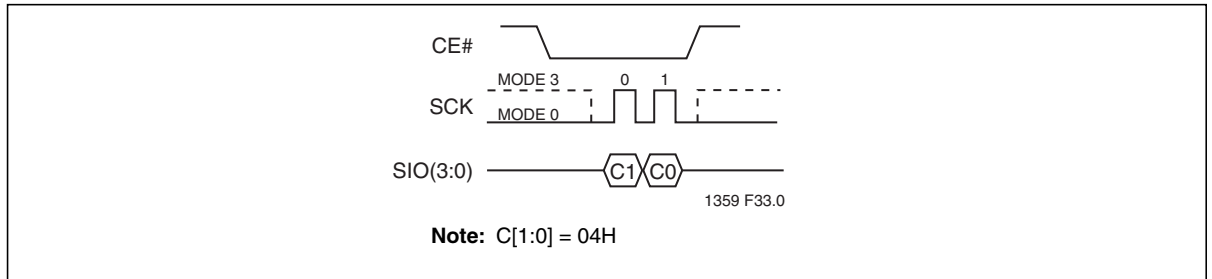 CE#
MODE 3 0 1
SCK
MODE 0
SIO(3:0) C1 C0
1359 F33.0
Note: C[1:0] = 04H